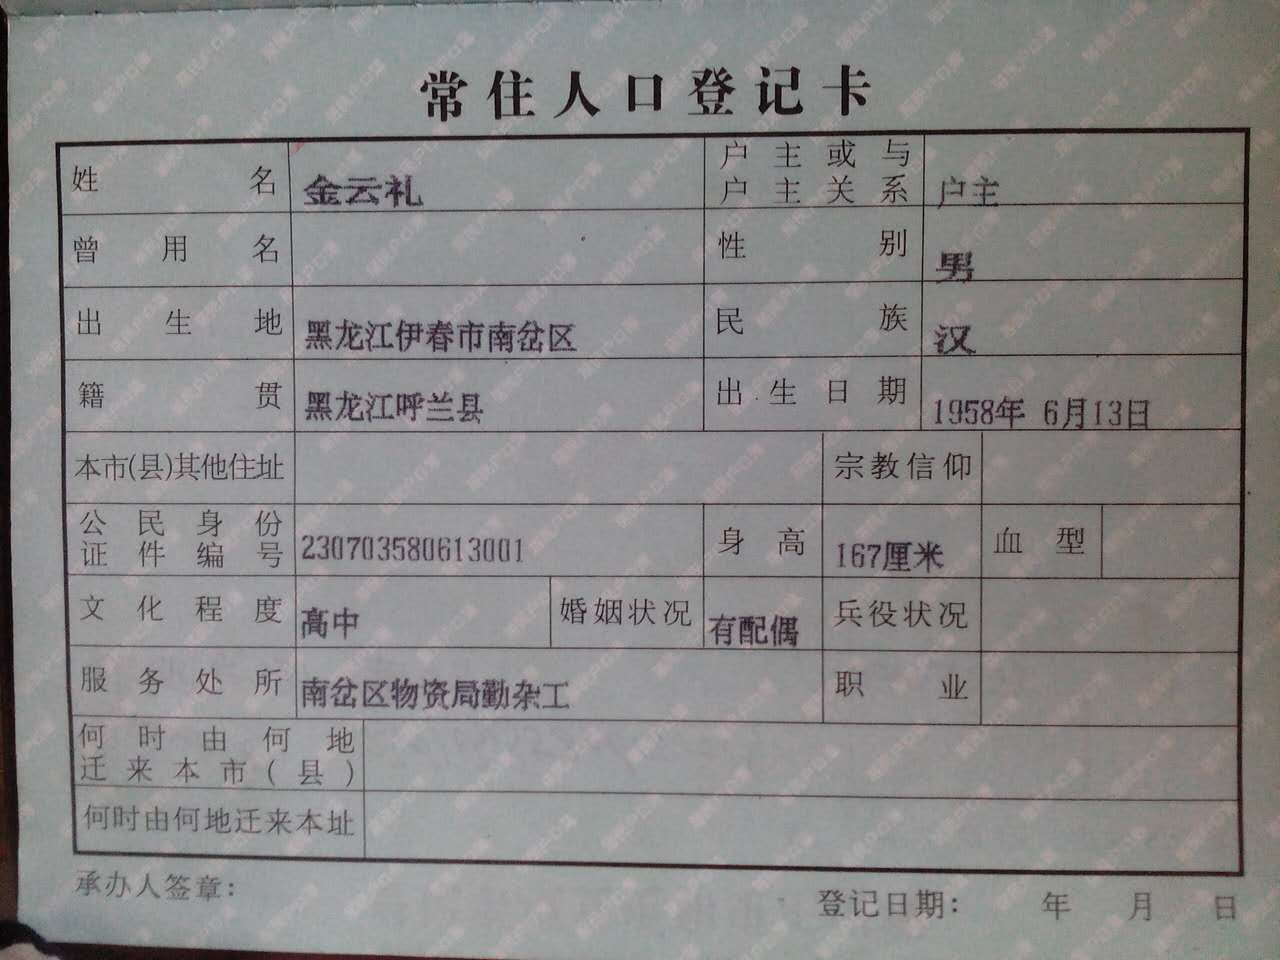 常住人口登记卡
姓名 金云礼 户主或与户主关系 户主
曾用名 性别 男
出生地 黑龙江伊春市南岔区 民族 汉
籍贯 黑龙江呼兰县 出生日期 1958年 6月13日
本市(县)其他住址 宗教信仰
公民身份证件编号 230703580613001 身高 167厘米 血型
文化程度 高中 婚姻状况 有配偶 兵役状况
服务处所 南岔区物资局勤杂工 职业
何时由何地迁来本市(县)
何时由何地迁来本址
承办人签章： 登记日期： 年 月 日